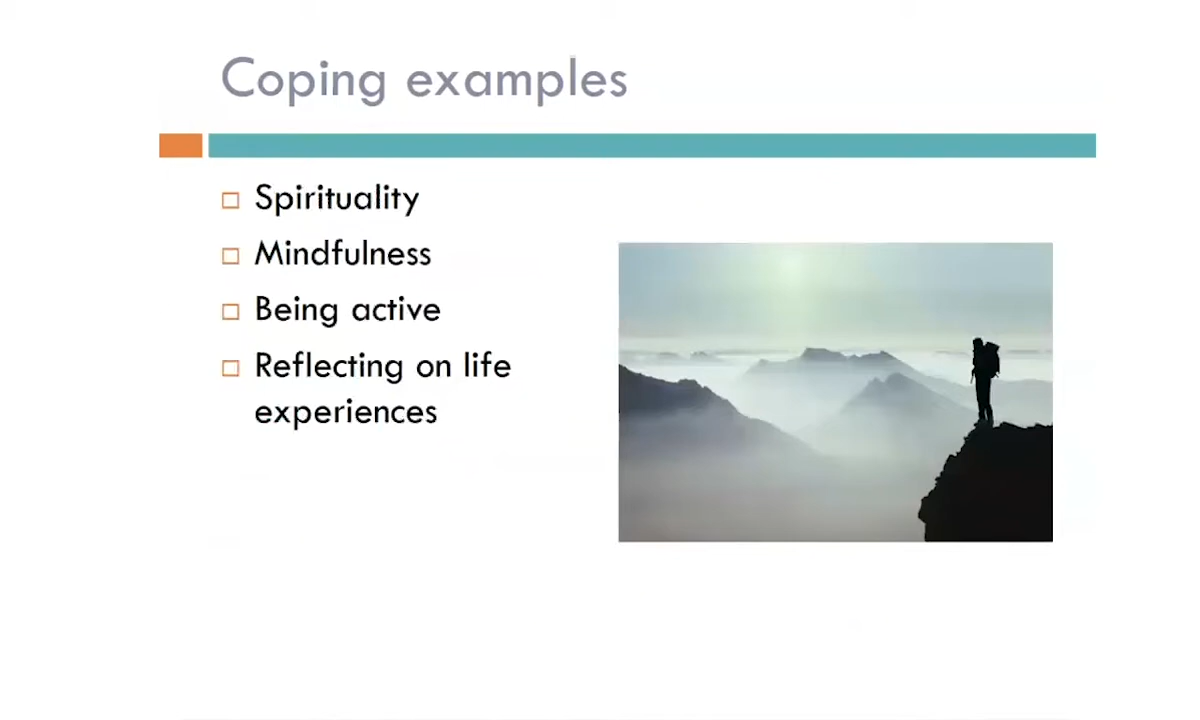 Coping examples
Spirituality
Mindfulness
Being active
Reflecting on life
experiences